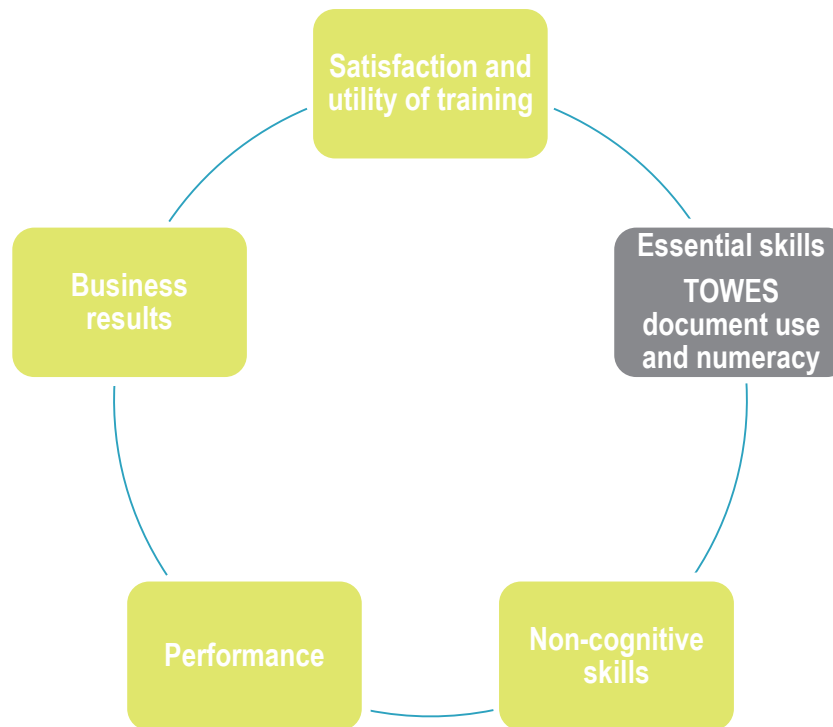 Satisfaction and
utility of training
Essential skills
TOWES
document use
and numeracy
Non-cognitive
skills
Performance
Business
results